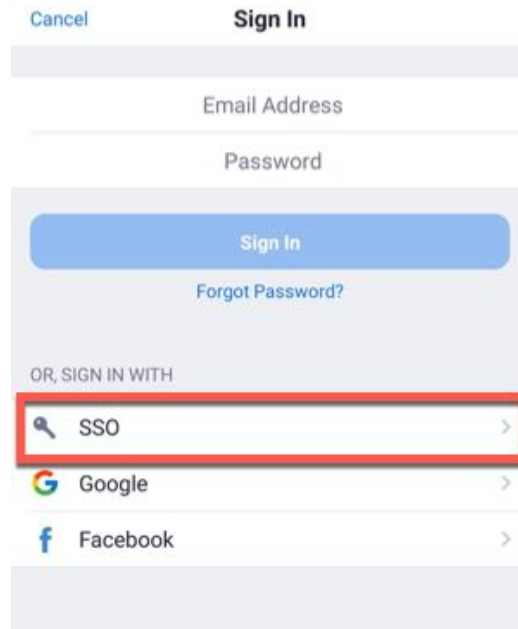 Cancel Sign In
Email Address
Password
Sign In
Forgot Password?
OR, SIGN IN WITH
SSO
Google
Facebook